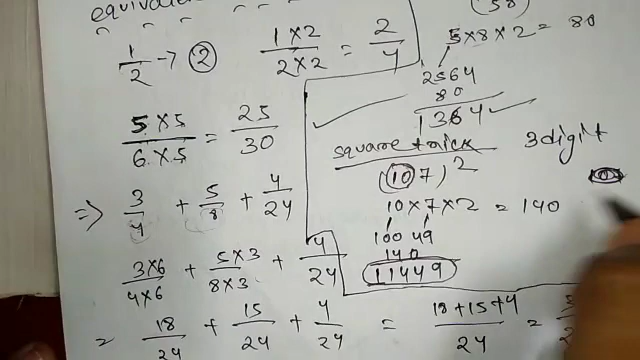 equivale
1/2 → 2   1×2/2×2 = 2/4
5×5/6×5 = 25/30
⇒ 3/4 + 5/8 + 4/24
3×6/4×6 + 5×3/8×3 + 4/24
= 18/24 + 15/24 + 4/24 = 18+15+4/24 =
58
5×8×2 = 80
2564
80
1364
square trick 3 digit
(107)²
10×7×2 = 140
100 49
140
11449